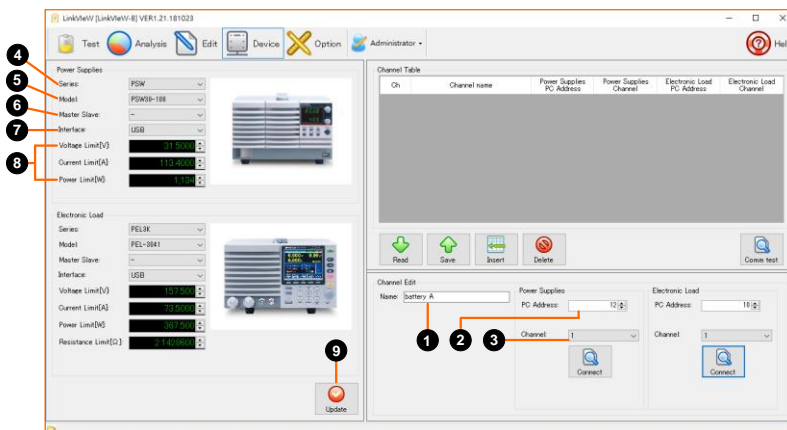 LinkVIeW [LinkVIeW-B] VER1.21.181023
Test Analysis Edit Device Option Administrator Hel
Power Supplies
4
Series: PSW
5
Model: PSW30-108
6
Master Slave: -
7
Interface: USB
8
Voltage Limit[V]: 31.5000
Current Limit[A]: 113.4000
Power Limit[W]: 1,134
Electronic Load
Series: PEL3K
Model: PEL-3041
Master Slave: -
Interface: USB
Voltage Limit[V]: 157.500
Current Limit[A]: 73.5000
Power Limit[W]: 367.500
Resistance Limit[Ω]: 2.1428600
9
Update
Channel Table
Ch Channel name Power Supplies PC Address Power Supplies Channel Electronic Load PC Address Electronic Load Channel
Read Save Insert Delete Comm test
Channel Edit
Name: battery A
1
Power Supplies
PC Address: 12
2
Channel: 1
3
Connect
Electronic Load
PC Address: 10
Channel: 1
Connect